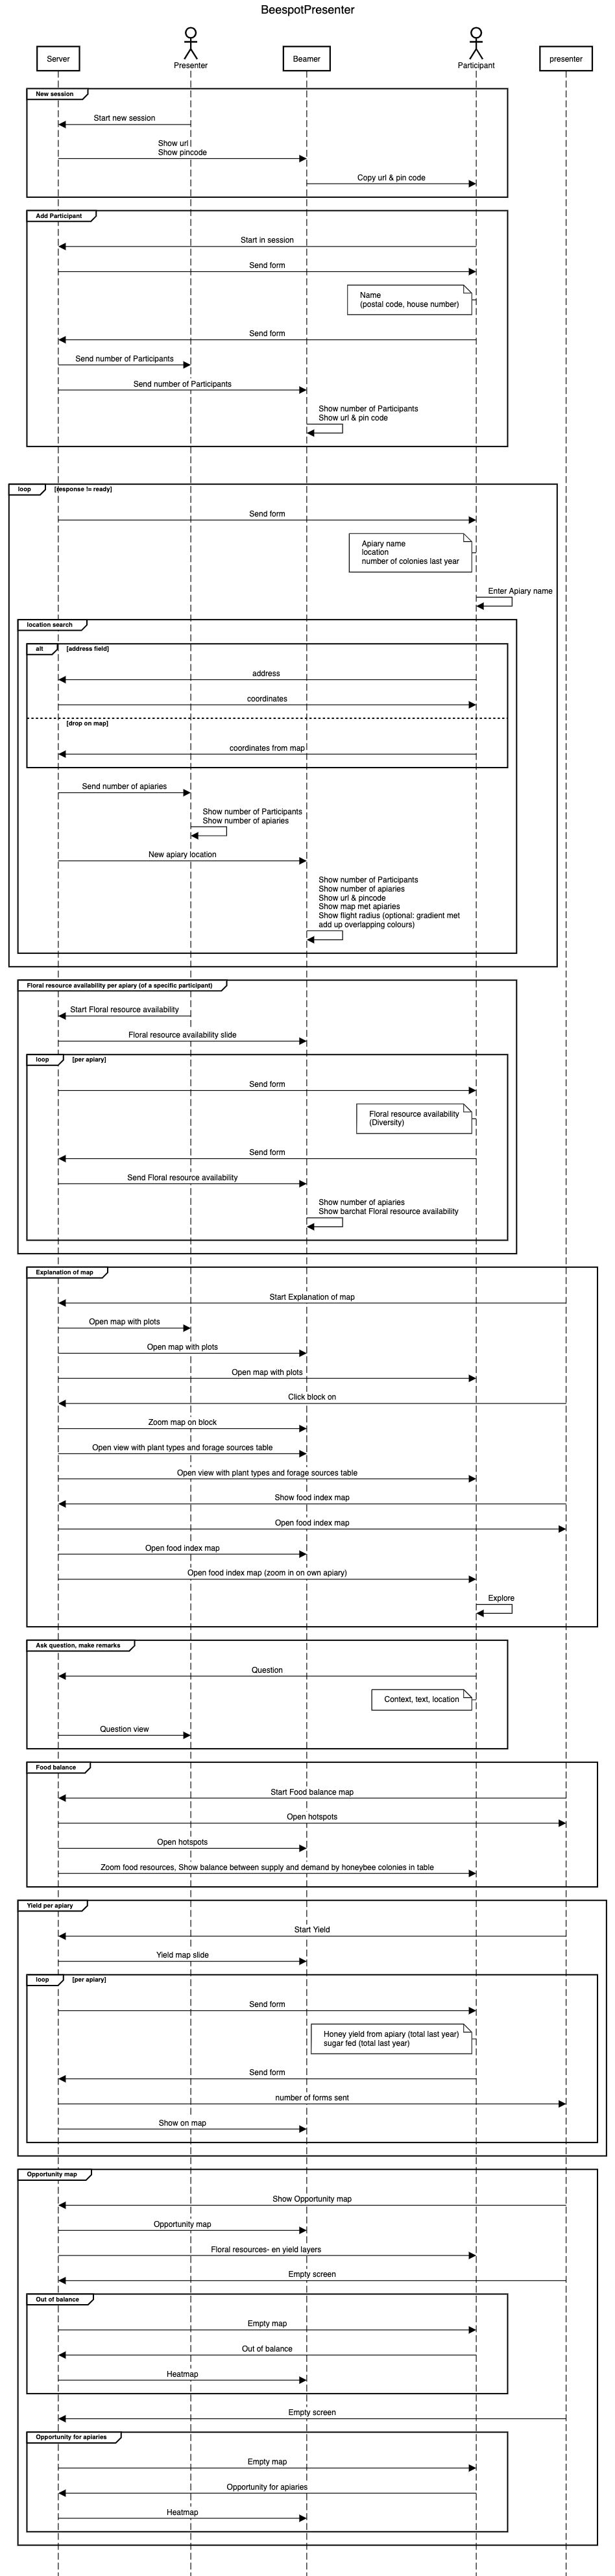 BeespotPresenter
Server
Presenter
Beamer
Participant
presenter
New session
Start new session
Show url
Show pincode
Copy url & pin code
Add Participant
Start in session
Send form
Name
(postal code, house number)
Send form
Send number of Participants
Send number of Participants
Show number of Participants
Show url & pin code
loop
[response != ready]
Send form
Apiary name
location
number of colonies last year
Enter Apiary name
location search
alt
[address field]
address
coordinates
[drop on map]
coordinates from map
Send number of apiaries
Show number of Participants
Show number of apiaries
New apiary location
Show number of Participants
Show number of apiaries
Show url & pincode
Show map met apiaries
Show flight radius (optional: gradient met
add up overlapping colours)
Floral resource availability per apiary (of a specific participant)
Start Floral resource availability
Floral resource availability slide
loop
[per apiary]
Send form
Floral resource availability
(Diversity)
Send form
Send Floral resource availability
Show number of apiaries
Show barchat Floral resource availability
Explanation of map
Start Explanation of map
Open map with plots
Open map with plots
Open map with plots
Click block on
Zoom map on block
Open view with plant types and forage sources table
Open view with plant types and forage sources table
Show food index map
Open food index map
Open food index map
Open food index map (zoom in on own apiary)
Explore
Ask question, make remarks
Question
Context, text, location
Question view
Food balance
Start Food balance map
Open hotspots
Open hotspots
Zoom food resources, Show balance between supply and demand by honeybee colonies in table
Yield per apiary
Start Yield
Yield map slide
loop
[per apiary]
Send form
Honey yield from apiary (total last year)
sugar fed (total last year)
Send form
number of forms sent
Show on map
Opportunity map
Show Opportunity map
Opportunity map
Floral resources- en yield layers
Empty screen
Out of balance
Empty map
Out of balance
Heatmap
Empty screen
Opportunity for apiaries
Empty map
Opportunity for apiaries
Heatmap